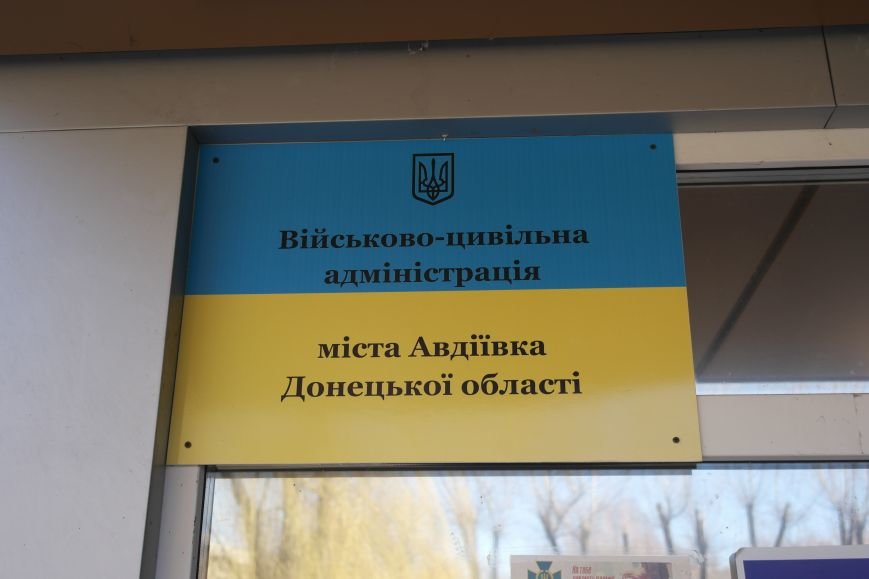 Військово-цивільна
адміністрація
міста Авдіївка
Донецької області